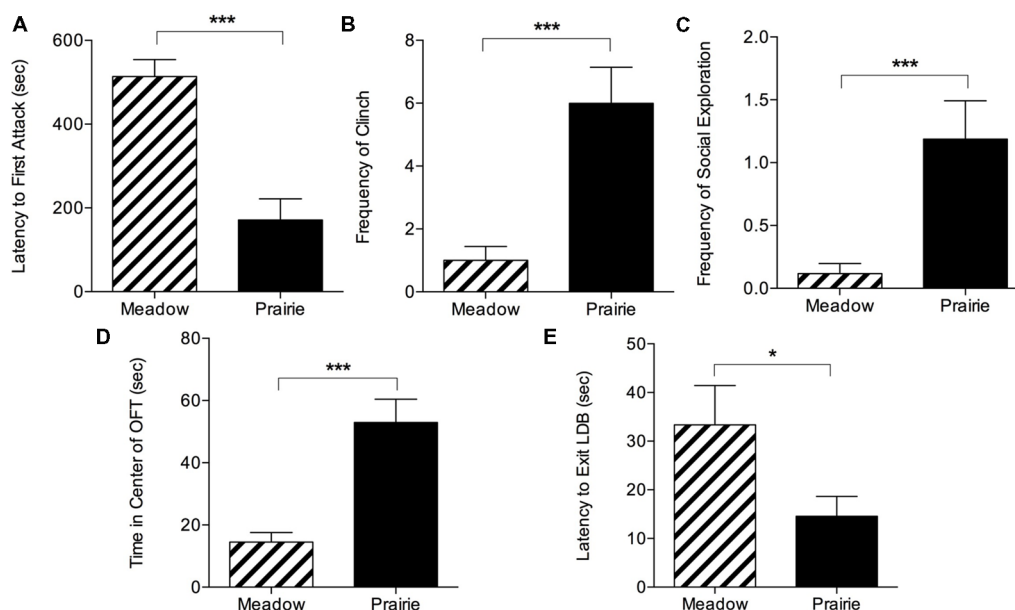 A
***
Latency to First Attack (sec)
600
400
200
0
Meadow
Prairie
B
***
Frequency of Clinch
8
6
4
2
0
Meadow
Prairie
C
***
Frequency of Social Exploration
2.0
1.5
1.0
0.5
0.0
Meadow
Prairie
D
***
Time in Center of OFT (sec)
80
60
40
20
0
Meadow
Prairie
E
*
Latency to Exit LDB (sec)
50
40
30
20
10
0
Meadow
Prairie